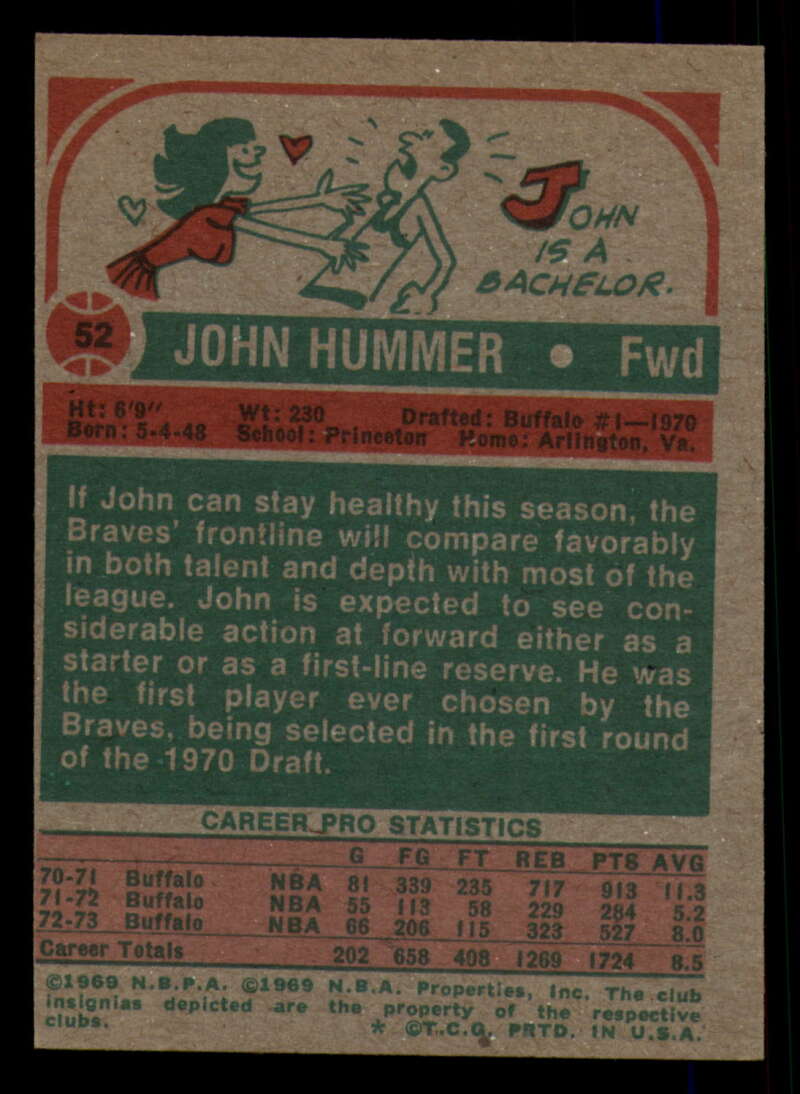 JOHN
IS A
BACHELOR.
52 JOHN HUMMER • Fwd
Ht: 6'9" Wt: 230 Drafted: Buffalo #1—1970
Born: 5-4-48 School: Princeton Home: Arlington, Va.
If John can stay healthy this season, the
Braves' frontline will compare favorably
in both talent and depth with most of the
league. John is expected to see con-
siderable action at forward either as a
starter or as a first-line reserve. He was
the first player ever chosen by the
Braves, being selected in the first round
of the 1970 Draft.
CAREER PRO STATISTICS
G FG FT REB PTS AVG
70-71 Buffalo NBA 81 339 235 717 913 11.3
71-72 Buffalo NBA 55 113 58 229 284 5.2
72-73 Buffalo NBA 66 206 115 323 527 8.0
Career Totals 202 658 408 1269 1724 8.5
©1969 N.B.P.A. ©1969 N.B.A. Properties, Inc. The club
insignias depicted are the property of the respective
clubs. * ©T.C.G. PRTD. IN U.S.A.